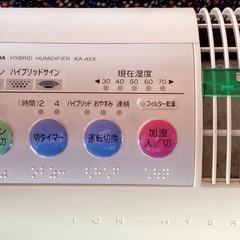 HYBRID HUMIDIFIER KA-A5X
ハイブリッドサイン
現在湿度
30 40 50 60 70
(時間) 2 4 ハイブリッド おやすみ 連続
フィルター乾燥
切タイマー
運転切換
加湿
入/切
ION-HYBR